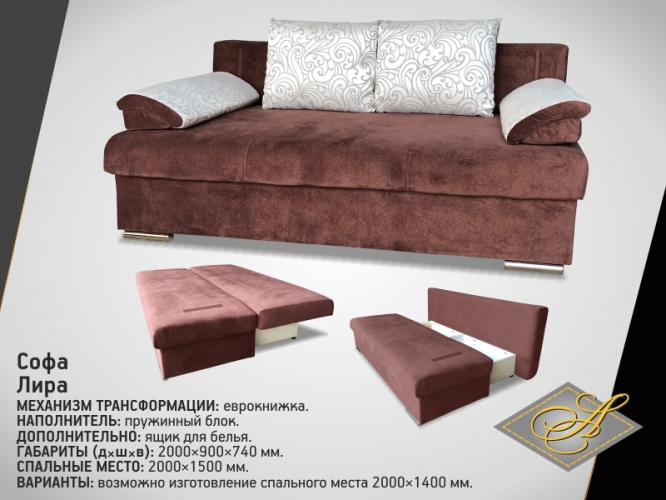 Софа
Лира
МЕХАНИЗМ ТРАНСФОРМАЦИИ: еврокнижка.
НАПОЛНИТЕЛЬ: пружинный блок.
ДОПОЛНИТЕЛЬНО: ящик для белья.
ГАБАРИТЫ (д×ш×в): 2000×900×740 мм.
СПАЛЬНЫЕ МЕСТО: 2000×1500 мм.
ВАРИАНТЫ: возможно изготовление спального места 2000×1400 мм.